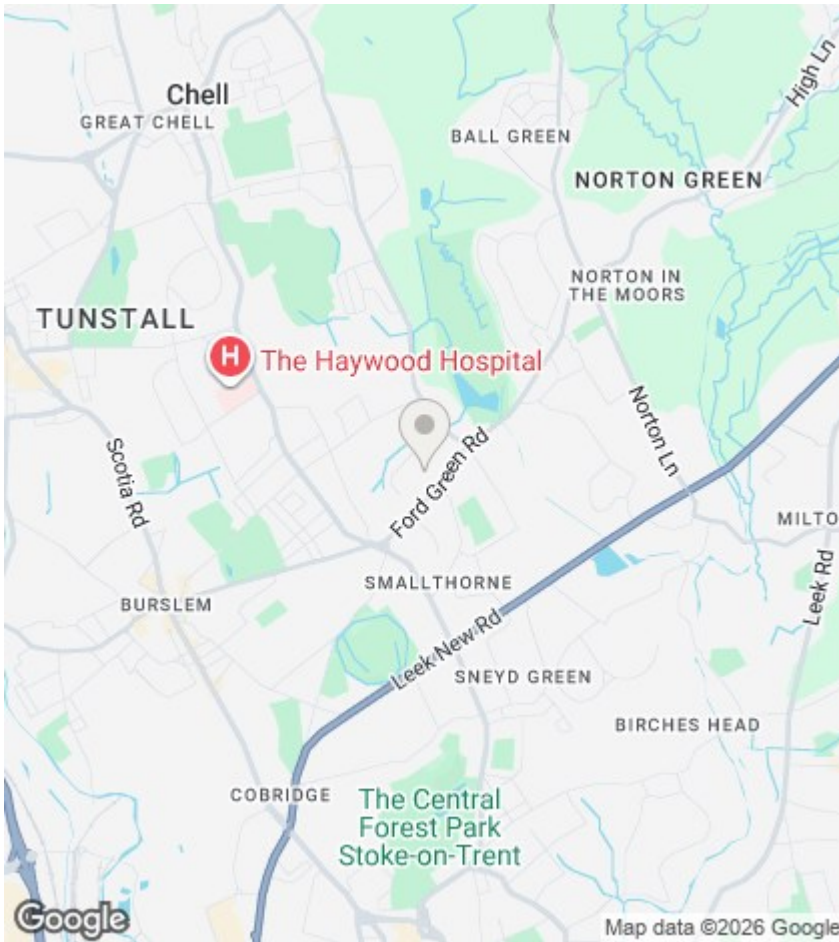 Chell
GREAT CHELL
High Ln
BALL GREEN
NORTON GREEN
NORTON IN
THE MOORS
TUNSTALL
H
The Haywood Hospital
Norton Ln
Scotia Rd
Ford Green Rd
MILTO
SMALLTHORNE
Leek Rd
BURSLEM
Leek New Rd
SNEYD GREEN
BIRCHES HEAD
COBRIDGE
The Central
Forest Park
Stoke-on-Trent
Google
Map data ©2026 Google